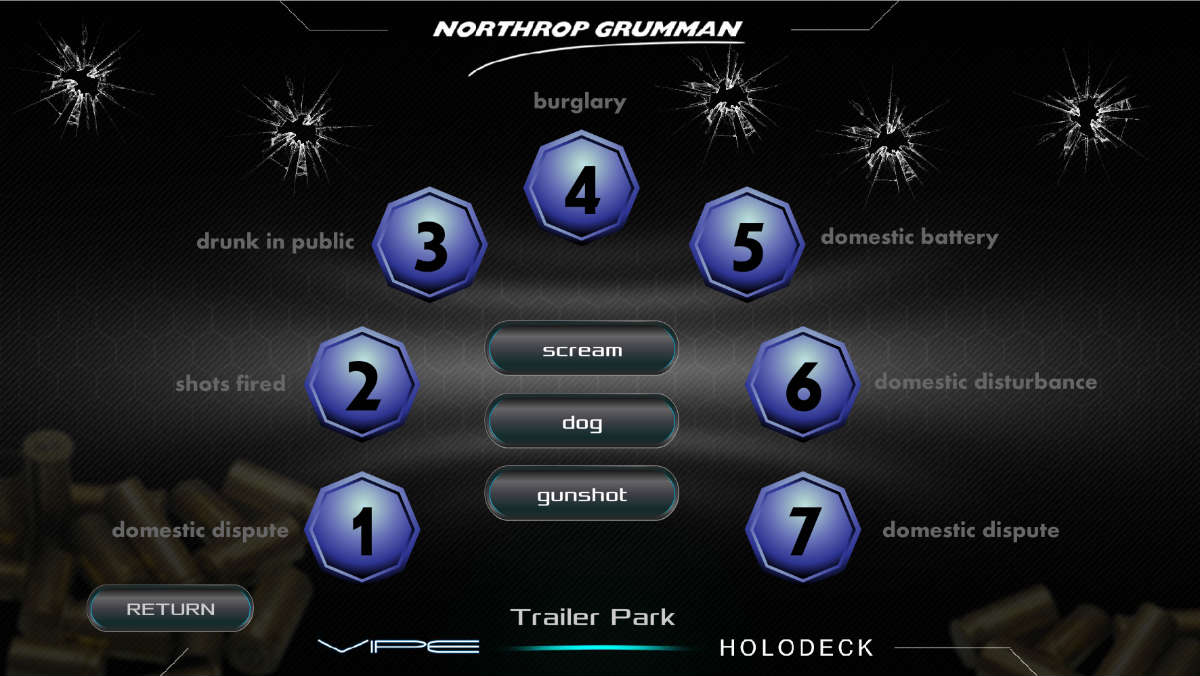 NORTHROP GRUMMAN
burglary
4
3
drunk in public
5
domestic battery
scream
2
shots fired
6
domestic disturbance
dog
gunshot
1
domestic dispute
7
domestic dispute
RETURN
Trailer Park
VIPE
HOLODECK